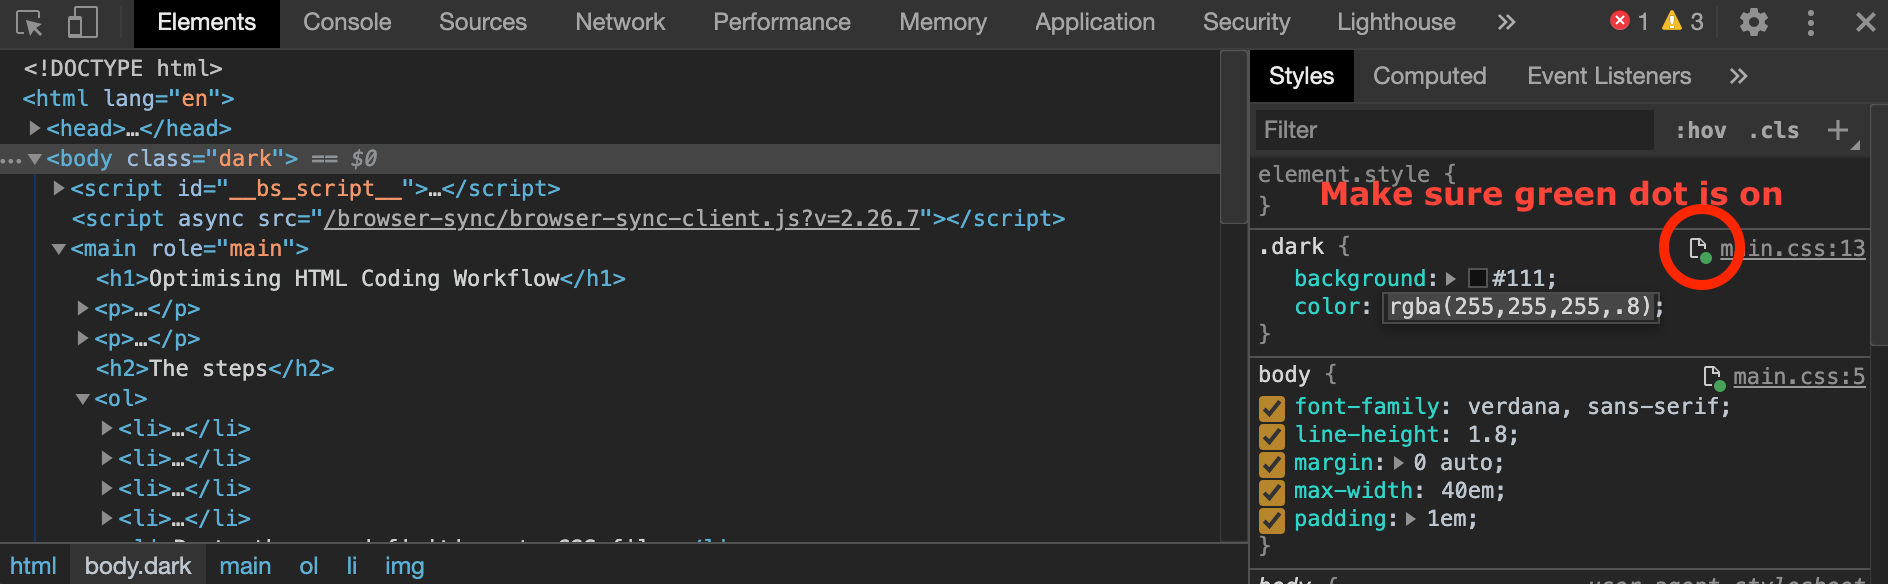 Elements Console Sources Network Performance Memory Application Security Lighthouse » 1 3
<!DOCTYPE html>
<html lang="en">
<head>…</head>
<body class="dark"> == $0
<script id="__bs_script__">…</script>
<script async src="/browser-sync/browser-sync-client.js?v=2.26.7"></script>
<main role="main">
<h1>Optimising HTML Coding Workflow</h1>
<p>…</p>
<p>…</p>
<h2>The steps</h2>
<ol>
<li>…</li>
<li>…</li>
<li>…</li>
<li>…</li>
html body.dark main ol li img
Styles Computed Event Listeners »
Filter :hov .cls +
element.style {
Make sure green dot is on
}
.dark { main.css:13
background: #111;
color: rgba(255,255,255,.8);
}
body { main.css:5
font-family: verdana, sans-serif;
line-height: 1.8;
margin: 0 auto;
max-width: 40em;
padding: 1em;
}
body { user agent stylesheet